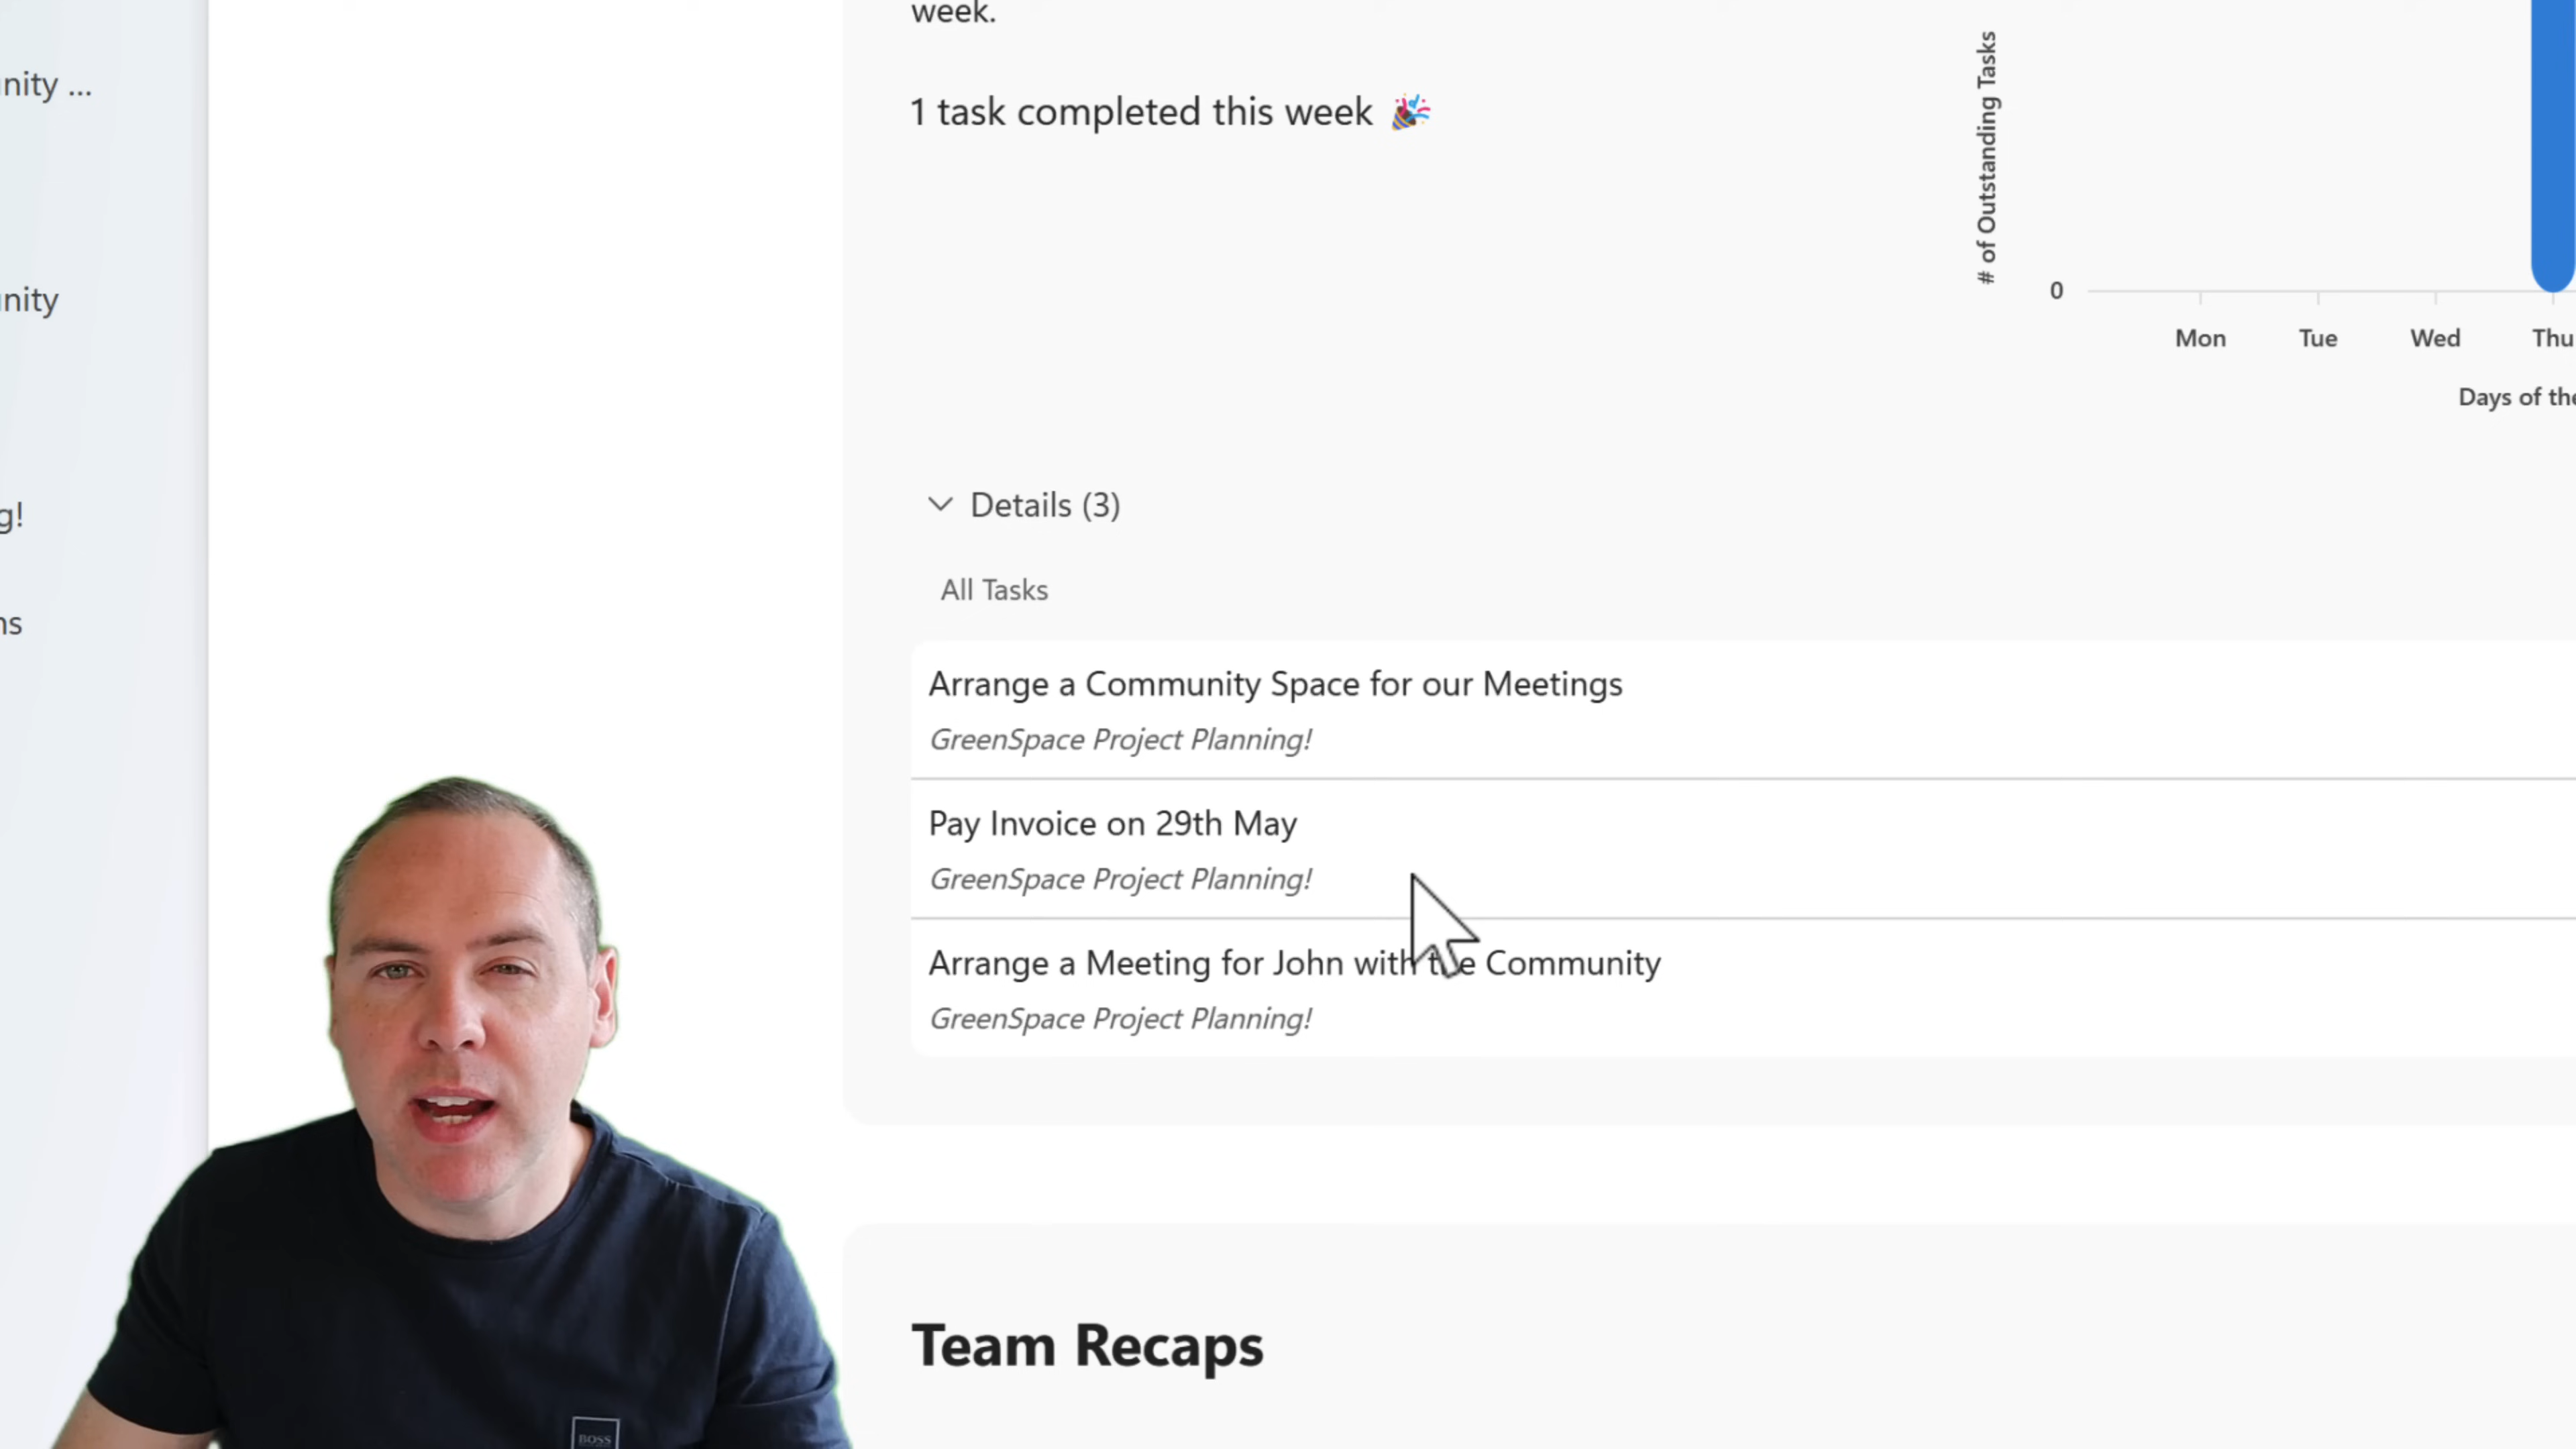 week.
nity ...
1 task completed this week
# of Outstanding Tasks
0
Mon Tue Wed Thu
Days of the
nity
Details (3)
g!
All Tasks
ns
Arrange a Community Space for our Meetings
GreenSpace Project Planning!
Pay Invoice on 29th May
GreenSpace Project Planning!
Arrange a Meeting for John with the Community
GreenSpace Project Planning!
Team Recaps
BOSS